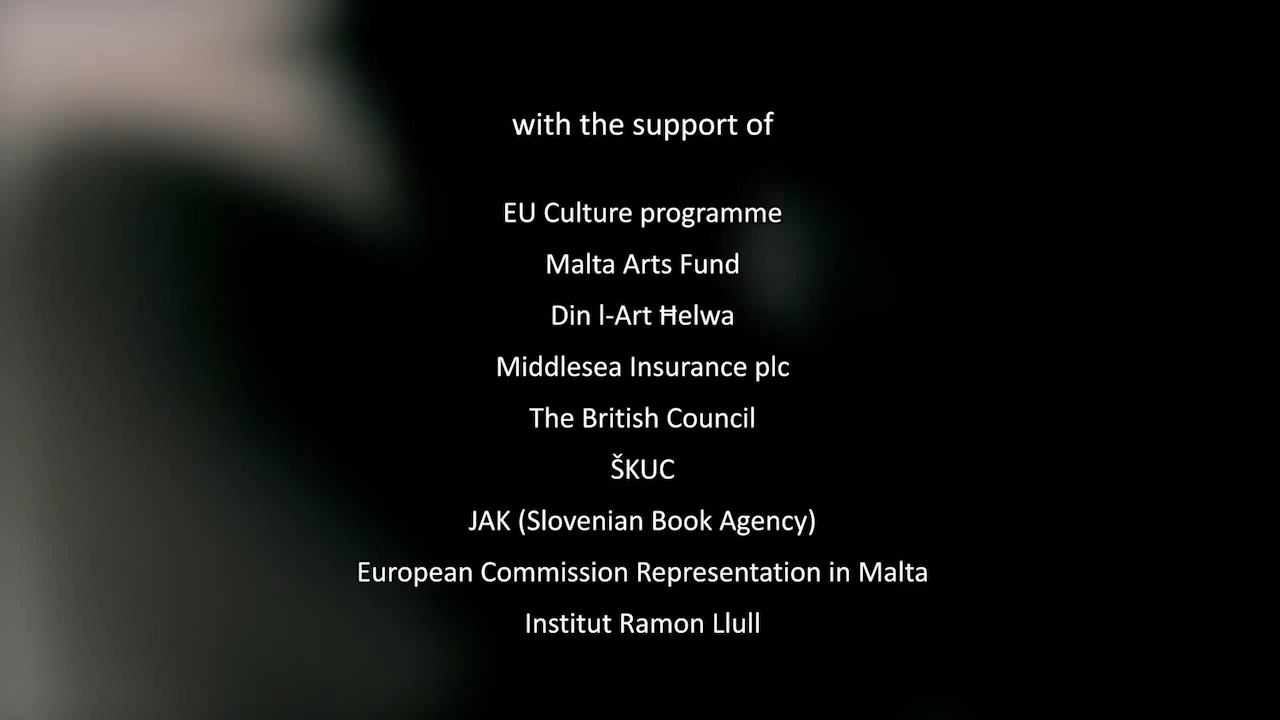 with the support of
EU Culture programme
Malta Arts Fund
Din l-Art Ħelwa
Middlesea Insurance plc
The British Council
ŠKUC
JAK (Slovenian Book Agency)
European Commission Representation in Malta
Institut Ramon Llull